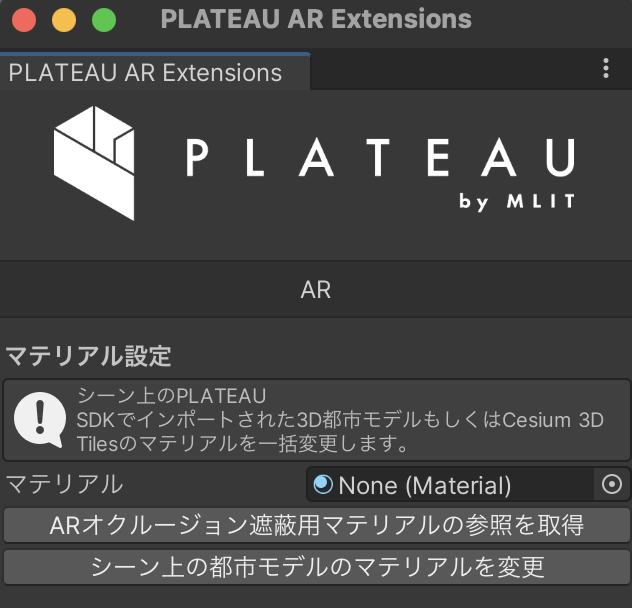 PLATEAU AR Extensions
PLATEAU AR Extensions
PLATEAU
by MLIT
AR
マテリアル設定
シーン上のPLATEAU
SDKでインポートされた3D都市モデルもしくはCesium 3D
Tilesのマテリアルを一括変更します。
マテリアル
None (Material)
ARオクルージョン遮蔽用マテリアルの参照を取得
シーン上の都市モデルのマテリアルを変更